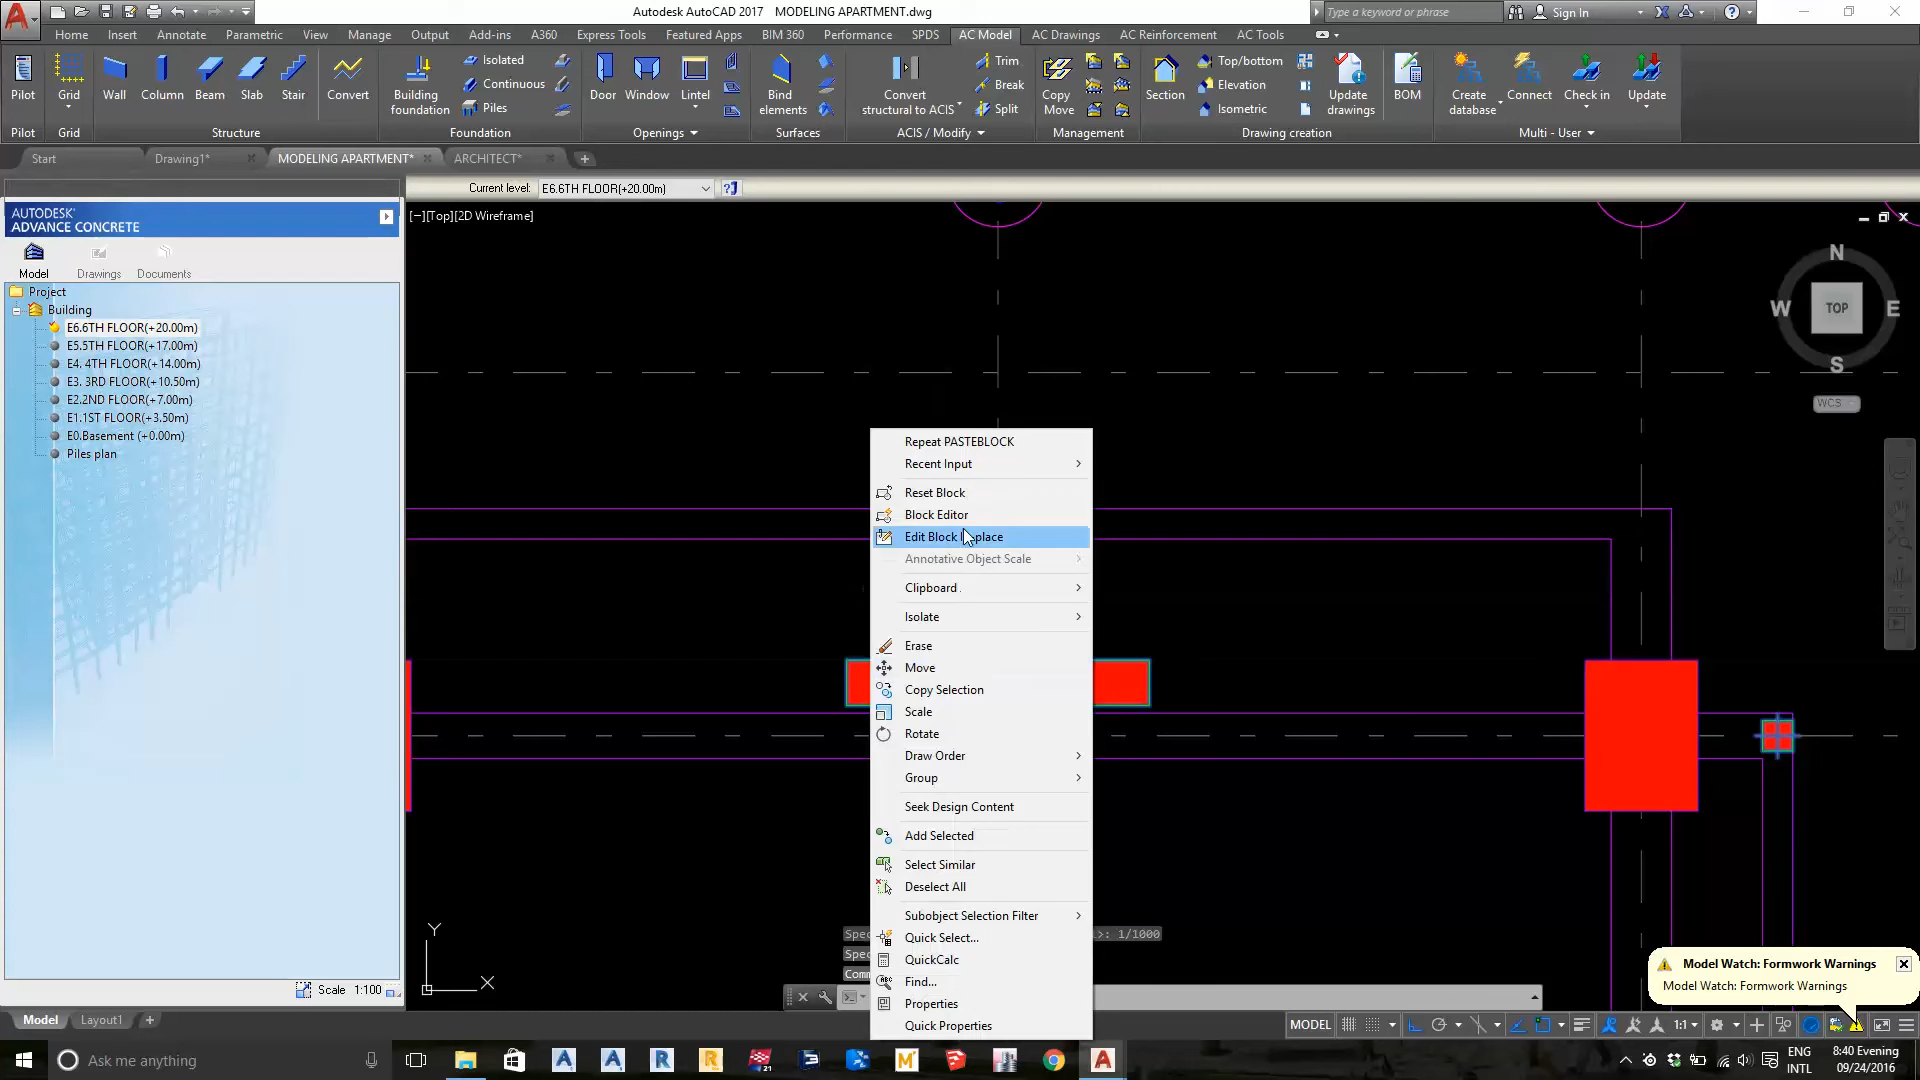 Autodesk AutoCAD 2017 MODELING APARTMENT.dwg
Type a keyword or phrase
Sign In
Home Insert Annotate Parametric View Manage Output Add-ins A360 Express Tools Featured Apps BIM 360 Performance SPDS AC Model AC Drawings AC Reinforcement AC Tools
Pilot
Grid
Wall
Column
Beam
Slab
Stair
Convert
Building
foundation
Isolated
Continuous
Piles
Door
Window
Lintel
Bind
elements
Convert
structural to ACIS
Trim
Break
Split
Copy
Move
Section
Top/bottom
Elevation
Isometric
Update
drawings
BOM
Create
database
Connect
Check in
Update
Pilot Grid Structure Foundation Openings Surfaces ACIS / Modify Management Drawing creation Multi - User
Start Drawing1* MODELING APARTMENT* ARCHITECT*
Current level: E6.6TH FLOOR(+20.00m)
AUTODESK®
ADVANCE CONCRETE
Model Drawings Documents
Project
Building
E6.6TH FLOOR(+20.00m)
E5.5TH FLOOR(+17.00m)
E4. 4TH FLOOR(+14.00m)
E3. 3RD FLOOR(+10.50m)
E2.2ND FLOOR(+7.00m)
E1.1ST FLOOR(+3.50m)
E0.Basement (+0.00m)
Piles plan
Scale 1:100
[−][Top][2D Wireframe]
N
W TOP E
S
WCS
Repeat PASTEBLOCK
Recent Input
Reset Block
Block Editor
Edit Block place
Annotative Object Scale
Clipboard
Isolate
Erase
Move
Copy Selection
Scale
Rotate
Draw Order
Group
Seek Design Content
Add Selected
Select Similar
Deselect All
Subobject Selection Filter
Quick Select...
QuickCalc
Find...
Properties
Quick Properties
Y
X
>: 1/1000
Model Watch: Formwork Warnings
Model Watch: Formwork Warnings
Model Layout1
MODEL
1:1
Ask me anything
ENG
INTL
8:40 Evening
09/24/2016